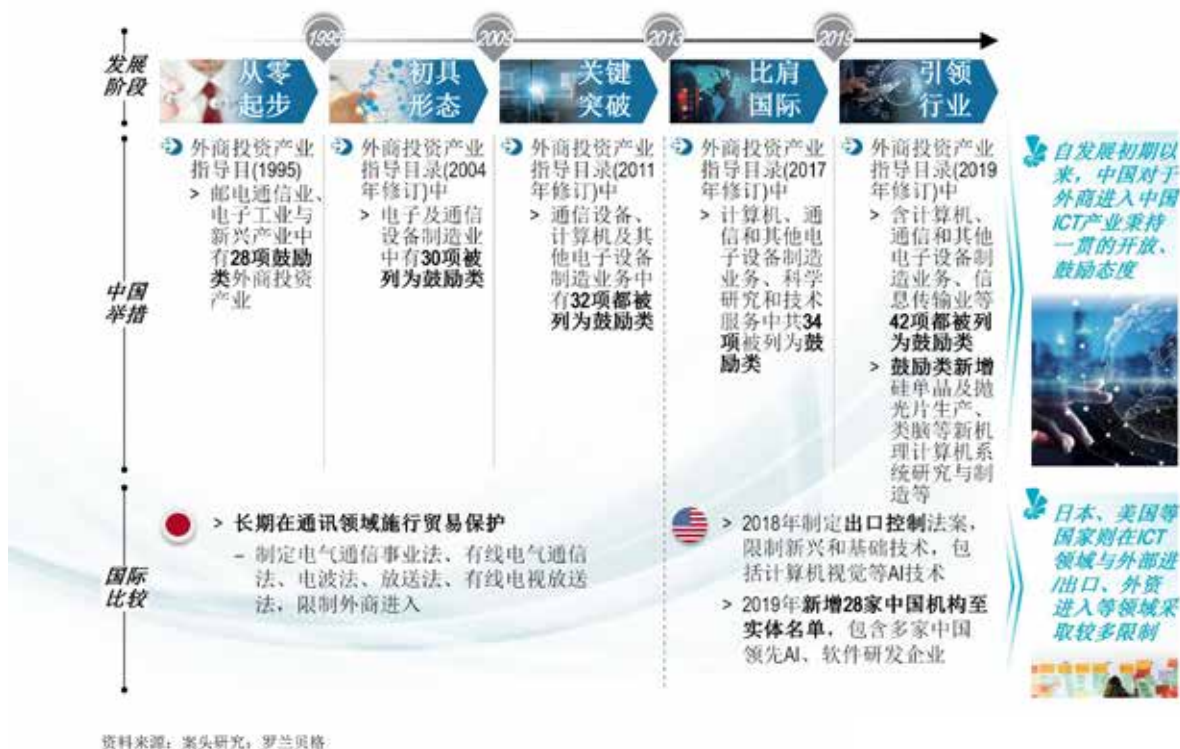 1995
2009
2013
2019
发展
阶段
从零
起步
初具
形态
关键
突破
比肩
国际
引领
行业
中国
举措
外商投资产业
指导目(1995)
> 邮电通信业、
电子工业与
新兴产业中
有28项鼓励
类外商投资
产业
外商投资产业
指导目录(2004
年修订)中
> 电子及通信
设备制造业
中有30项被
列为鼓励类
外商投资产业
指导目录(2011
年修订)中
> 通信设备、
计算机及其
他电子设备
制造业务中
有32项都被
列为鼓励类
外商投资产业
指导目录(2017
年修订)中
> 计算机、通
信和其他电
子设备制造
业务、科学
研究和技术
服务中共34
项被列为鼓
励类
外商投资产业
指导目录(2019
年修订)中
> 含计算机、
通信和其他
电子设备制
造业务、信
息传输业等
42项都被列
为鼓励类
> 鼓励类新增
硅单品及抛
光片生产、
类脑等新机
理计算机系
统研究与制
造等
自发展初期以
来，中国对于
外商进入中国
ICT产业秉持
一贯的开放、
鼓励态度
国际
比较
> 长期在通讯领域施行贸易保护
– 制定电气通信事业法、有线电气通信
法、电波法、放送法、有线电视放送
法，限制外商进入
> 2018年制定出口控制法案，
限制新兴和基础技术，包
括计算机视觉等AI技术
> 2019年新增28家中国机构至
实体名单，包含多家中国
领先AI、软件研发企业
日本、美国等
国家则在ICT
领域与外部进
/出口、外资
进入等领域采
取较多限制
资料来源：案头研究；罗兰贝格